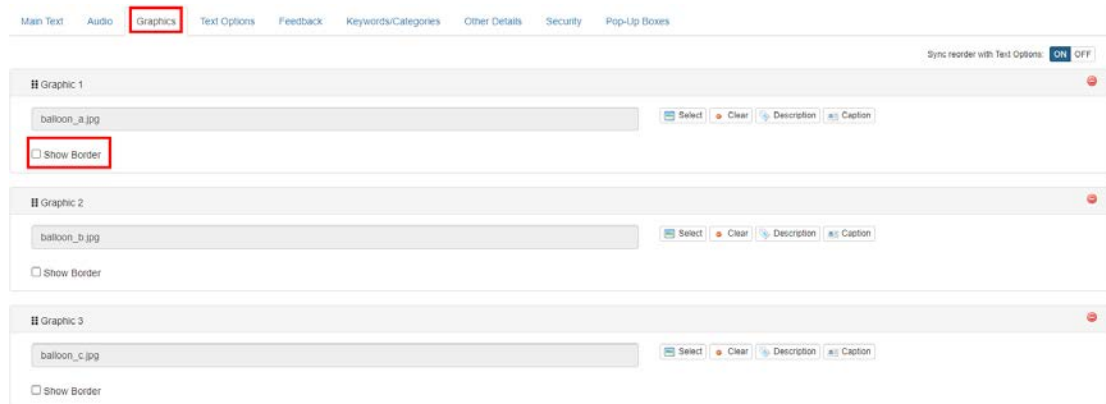 Main Text Audio Graphics Text Options Feedback Keywords/Categories Other Details Security Pop-Up Boxes
Sync reorder with Text Options: ON OFF
Graphic 1
balloon_a.jpg Select Clear Description Caption
Show Border
Graphic 2
balloon_b.jpg Select Clear Description Caption
Show Border
Graphic 3
balloon_c.jpg Select Clear Description Caption
Show Border